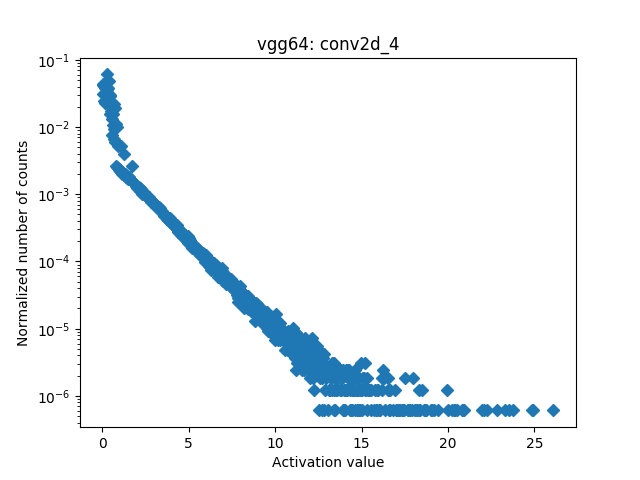 vgg64: conv2d_4
10⁻¹
10⁻²
10⁻³
10⁻⁴
10⁻⁵
10⁻⁶
Normalized number of counts
0 5 10 15 20 25
Activation value